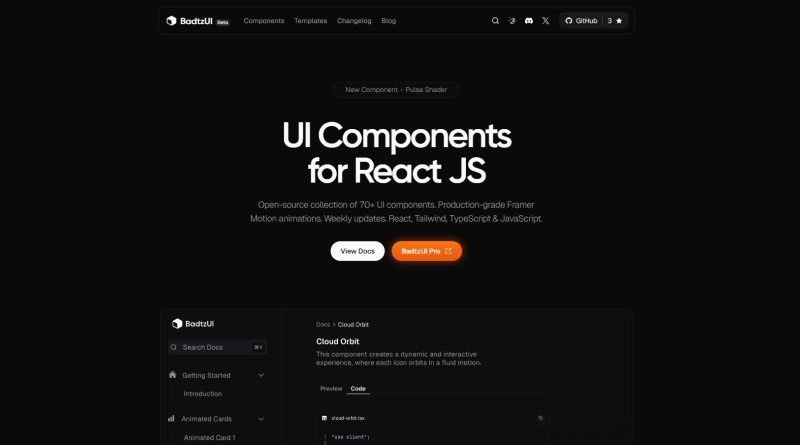 BadtzUI Beta Components Templates Changelog Blog GitHub 3
New Component • Pulse Shader
UI Components
for React JS
Open-source collection of 70+ UI components. Production-grade Framer
Motion animations. Weekly updates. React, Tailwind, TypeScript & JavaScript.
View Docs BadtzUI Pro
BadtzUI
Search Docs ⌘K
Getting Started
Introduction
Animated Cards
Animated Card 1
Docs > Cloud Orbit
Cloud Orbit
This component creates a dynamic and interactive
experience, where each icon orbits in a fluid motion.
Preview Code
cloud-orbit.tsx
1 "use client";
2